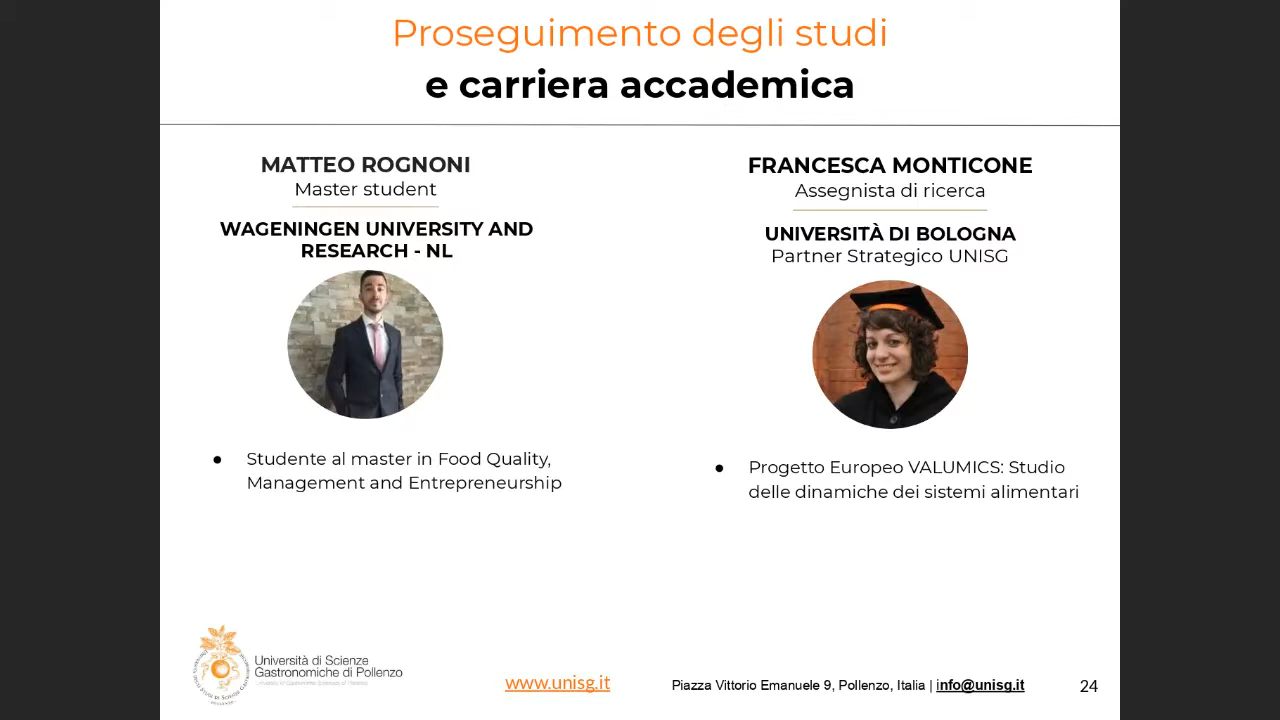 Proseguimento degli studi
e carriera accademica
MATTEO ROGNONI
Master student
WAGENINGEN UNIVERSITY AND
RESEARCH - NL
Studente al master in Food Quality,
Management and Entrepreneurship
FRANCESCA MONTICONE
Assegnista di ricerca
UNIVERSITÀ DI BOLOGNA
Partner Strategico UNISG
Progetto Europeo VALUMICS: Studio
delle dinamiche dei sistemi alimentari
Università di Scienze
Gastronomiche di Pollenzo
www.unisg.it
Piazza Vittorio Emanuele 9, Pollenzo, Italia | info@unisg.it
24